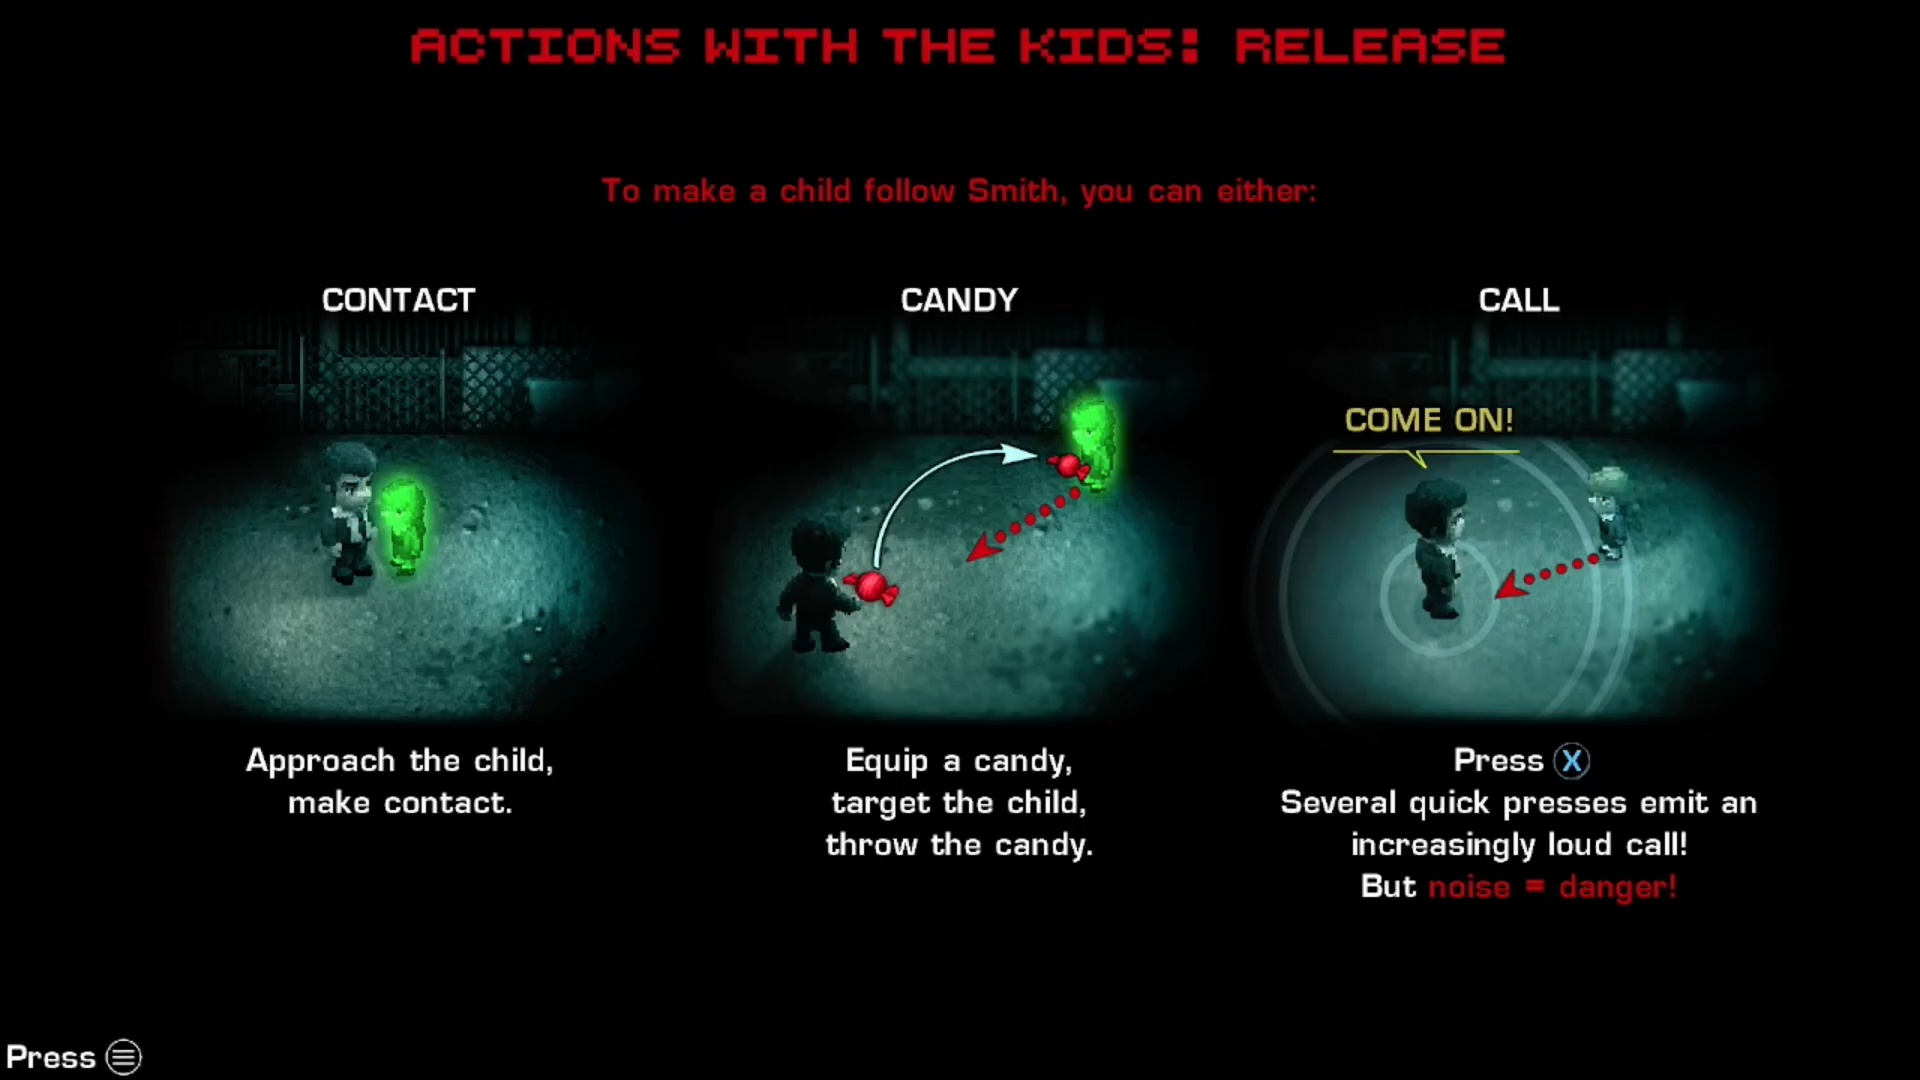 ACTIONS WITH THE KIDS: RELEASE
To make a child follow Smith, you can either:
CONTACT
Approach the child,
make contact.
CANDY
Equip a candy,
target the child,
throw the candy.
CALL
COME ON!
Press X
Several quick presses emit an
increasingly loud call!
But noise = danger!
Press